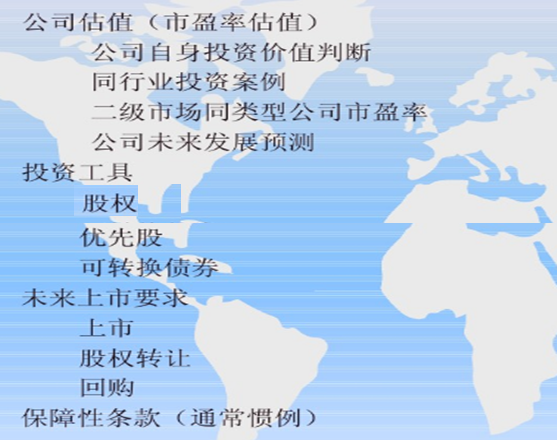 公司估值（市盈率估值）
公司自身投资价值判断
同行业投资案例
二级市场同类型公司市盈率
公司未来发展预测
投资工具
股权
优先股
可转换债券
未来上市要求
上市
股权转让
回购
保障性条款（通常惯例）